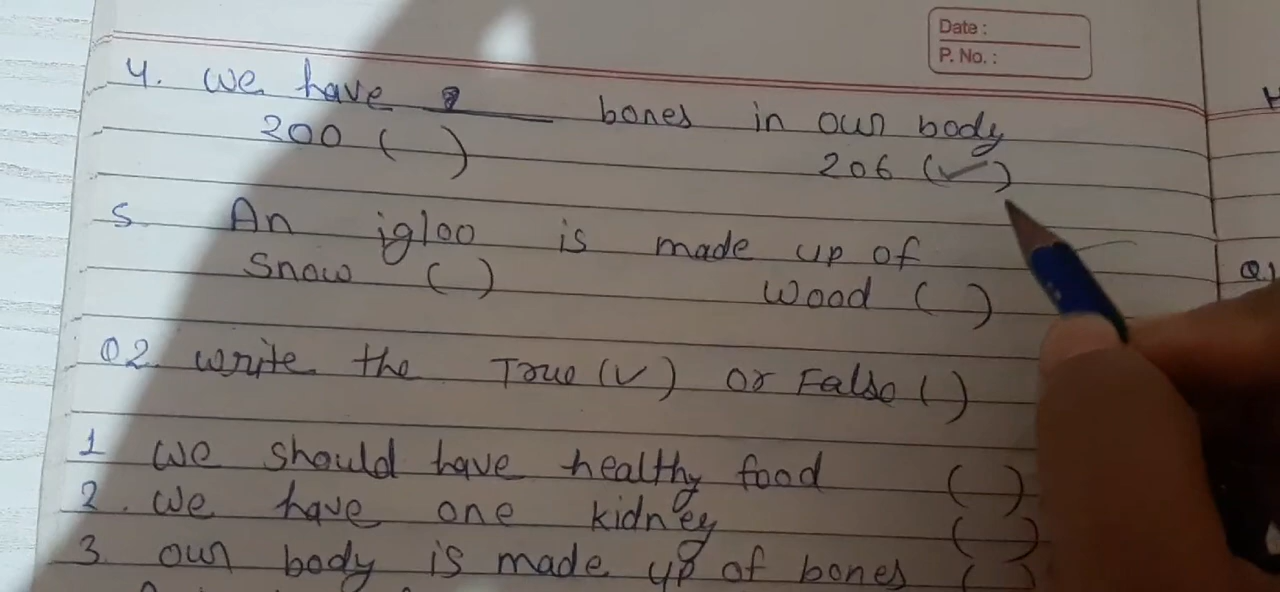 Date :
P. No. :
4. We have ____ bones in our body
200 ( ) 206 (✓)
5. An igloo is made up of
Snow ( ) Wood ( )
Q2. Write the True (✓) or False ( )
1 We should have healthy food ( )
2. We have one kidney ( )
3. our body is made up of bones ( )
Q.1